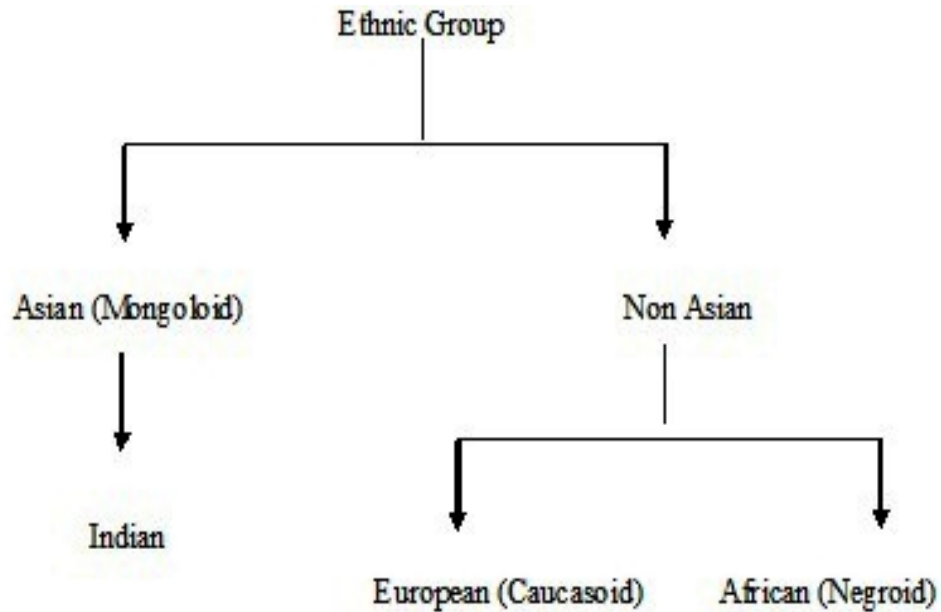 Ethnic Group
Asian (Mongoloid)
Non Asian
Indian
European (Caucasoid)
African (Negroid)